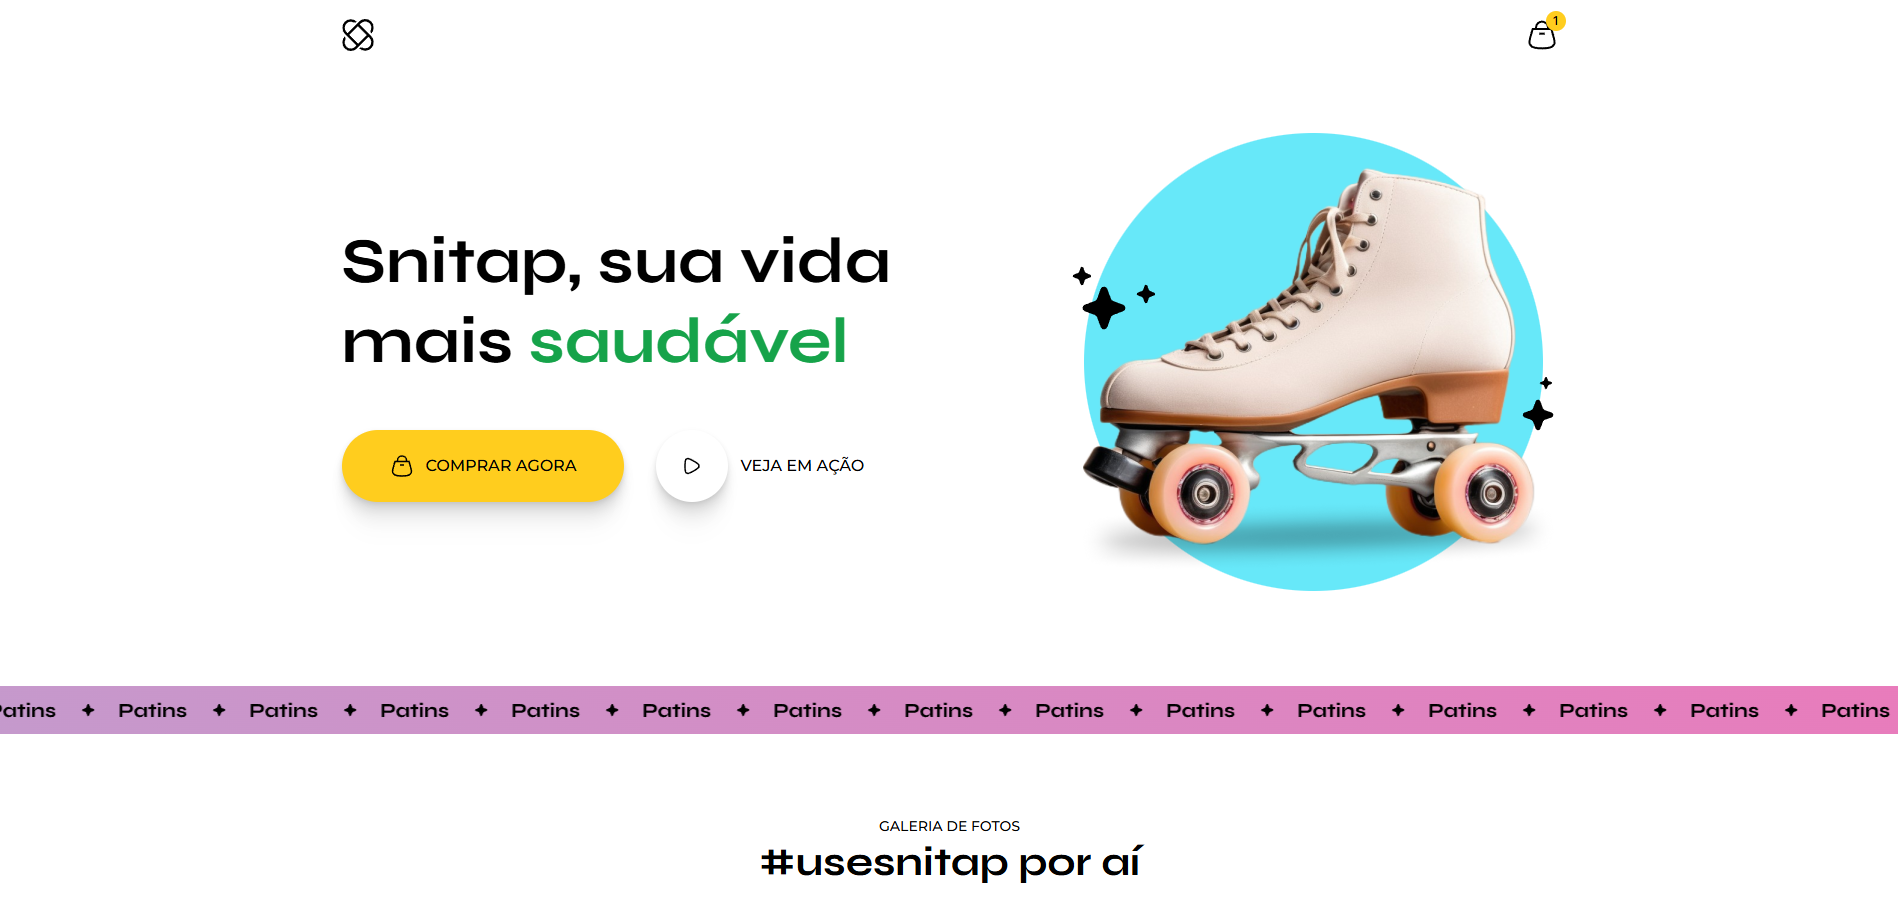 1
Snitap, sua vida
mais saudável
COMPRAR AGORA
VEJA EM AÇÃO
Patins Patins Patins Patins Patins Patins Patins Patins Patins Patins Patins Patins Patins Patins Patins
GALERIA DE FOTOS
#usesnitap por aí